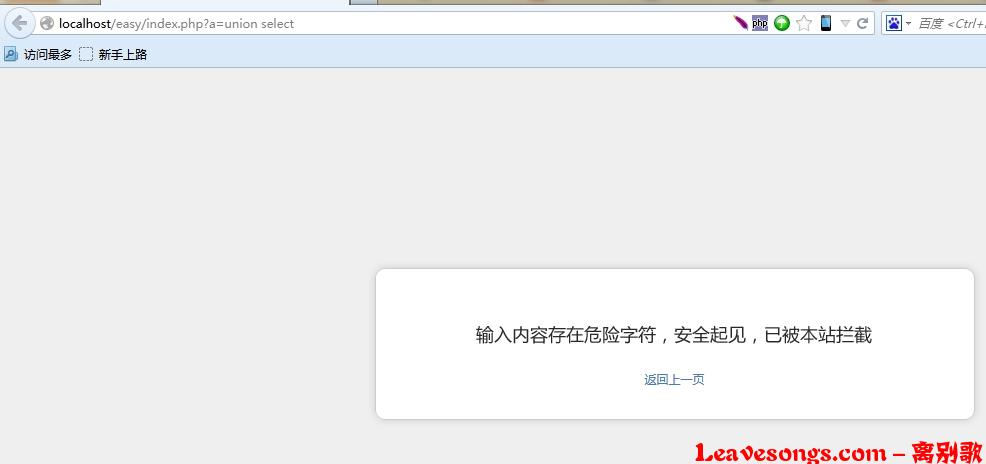 localhost/easy/index.php?a=union select
php
百度 <Ctrl+
访问最多 新手上路
输入内容存在危险字符，安全起见，已被本站拦截
返回上一页
Leavesongs.com – 离别歌